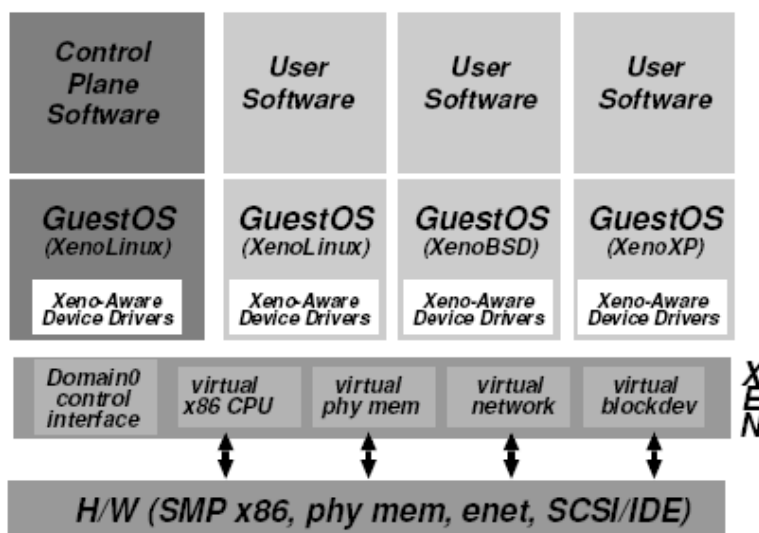 Control
Plane
Software
User
Software
User
Software
User
Software
GuestOS
(XenoLinux)
Xeno-Aware
Device Drivers
GuestOS
(XenoLinux)
Xeno-Aware
Device Drivers
GuestOS
(XenoBSD)
Xeno-Aware
Device Drivers
GuestOS
(XenoXP)
Xeno-Aware
Device Drivers
Domain0
control
interface
virtual
x86 CPU
virtual
phy mem
virtual
network
virtual
blockdev
X
E
N
H/W (SMP x86, phy mem, enet, SCSI/IDE)